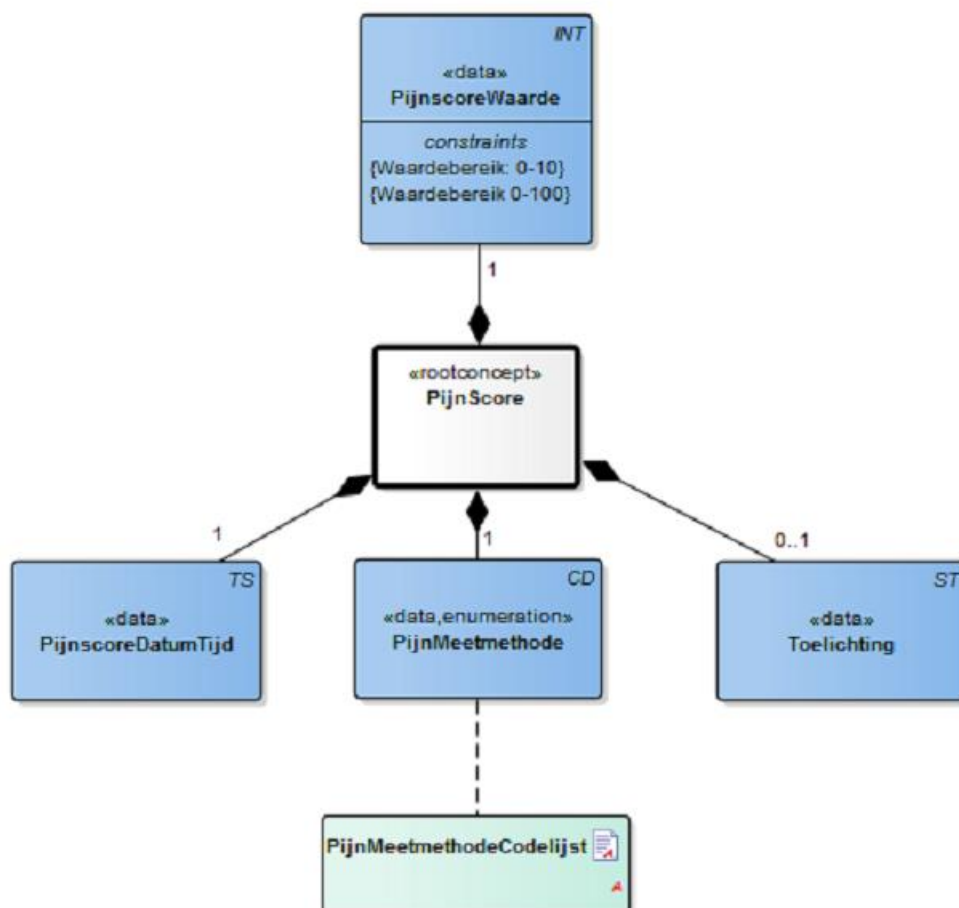 INT
«data»
PijnscoreWaarde
constraints
{Waardebereik: 0-10}
{Waardebereik 0-100}
1
«rootconcept»
PijnScore
1
1
0..1
TS
«data»
PijnscoreDatumTijd
CD
«data,enumeration»
PijnMeetmethode
ST
«data»
Toelichting
PijnMeetmethodeCodelijst
A